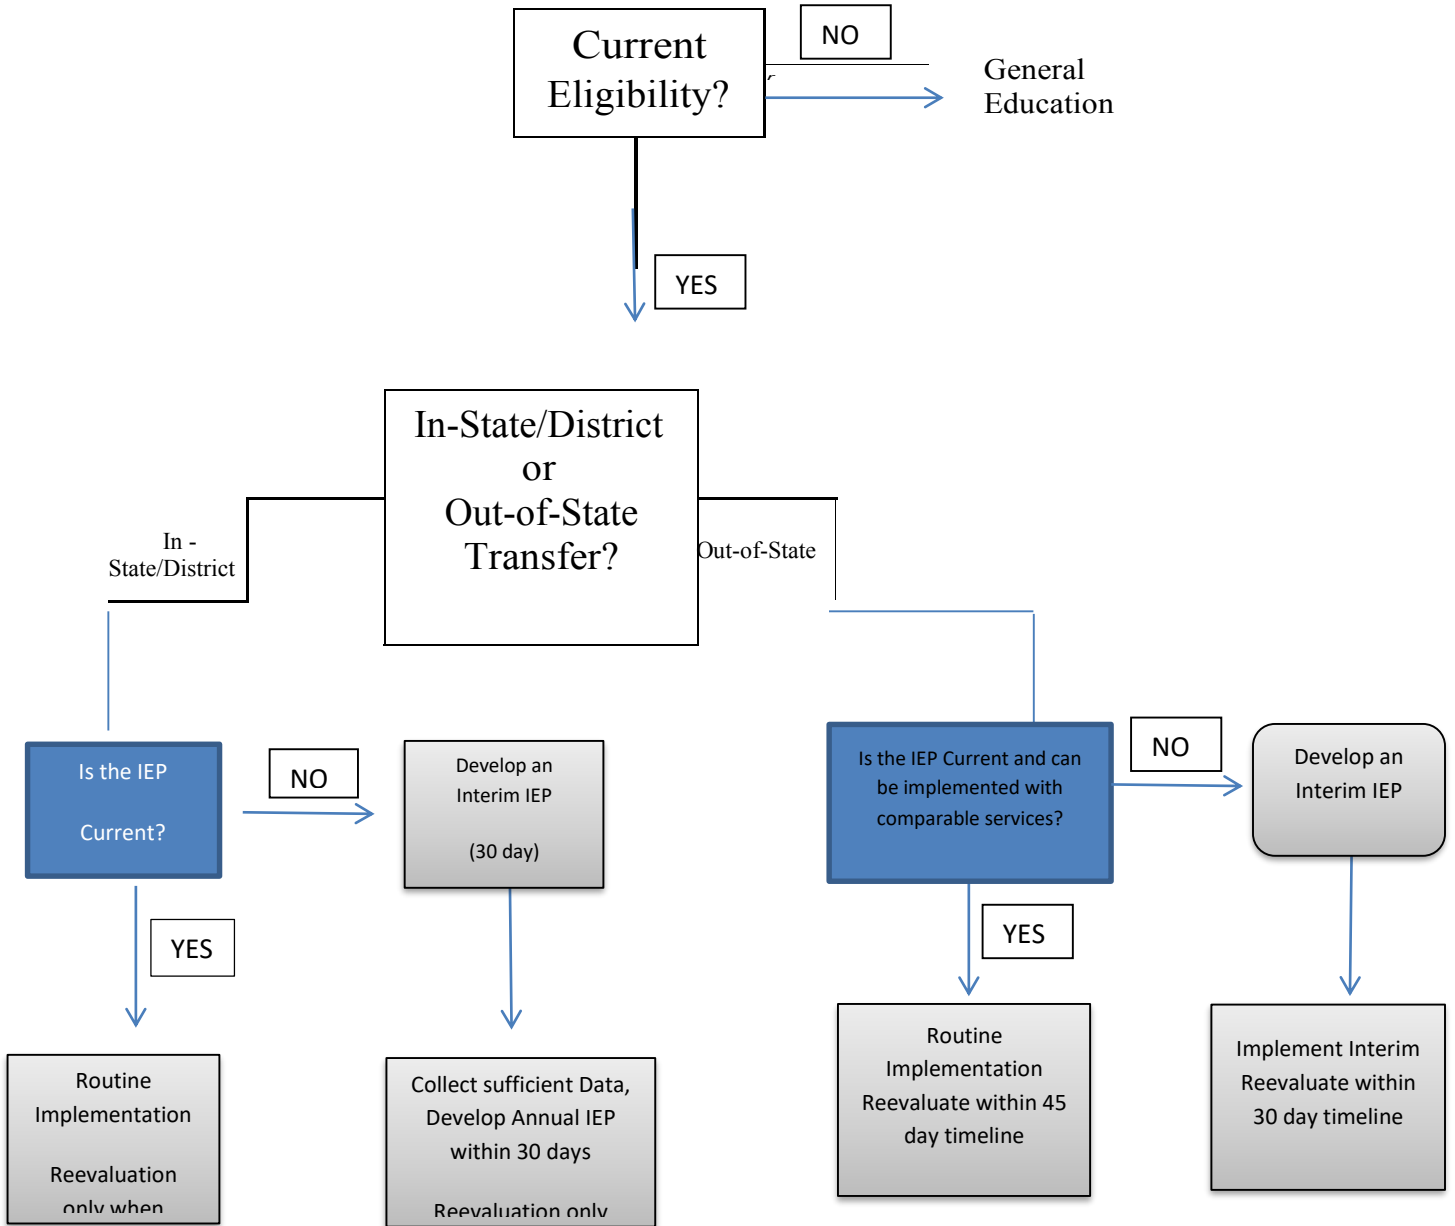 Current
Eligibility?
NO
General
Education
YES
In-State/District
or
Out-of-State
Transfer?
In -
State/District
Out-of-State
Is the IEP
Current?
NO
Develop an
Interim IEP
(30 day)
Is the IEP Current and can
be implemented with
comparable services?
NO
Develop an
Interim IEP
YES
YES
Routine
Implementation
Reevaluation
only when
Collect sufficient Data,
Develop Annual IEP
within 30 days
Reevaluation only
Routine
Implementation
Reevaluate within 45
day timeline
Implement Interim
Reevaluate within
30 day timeline